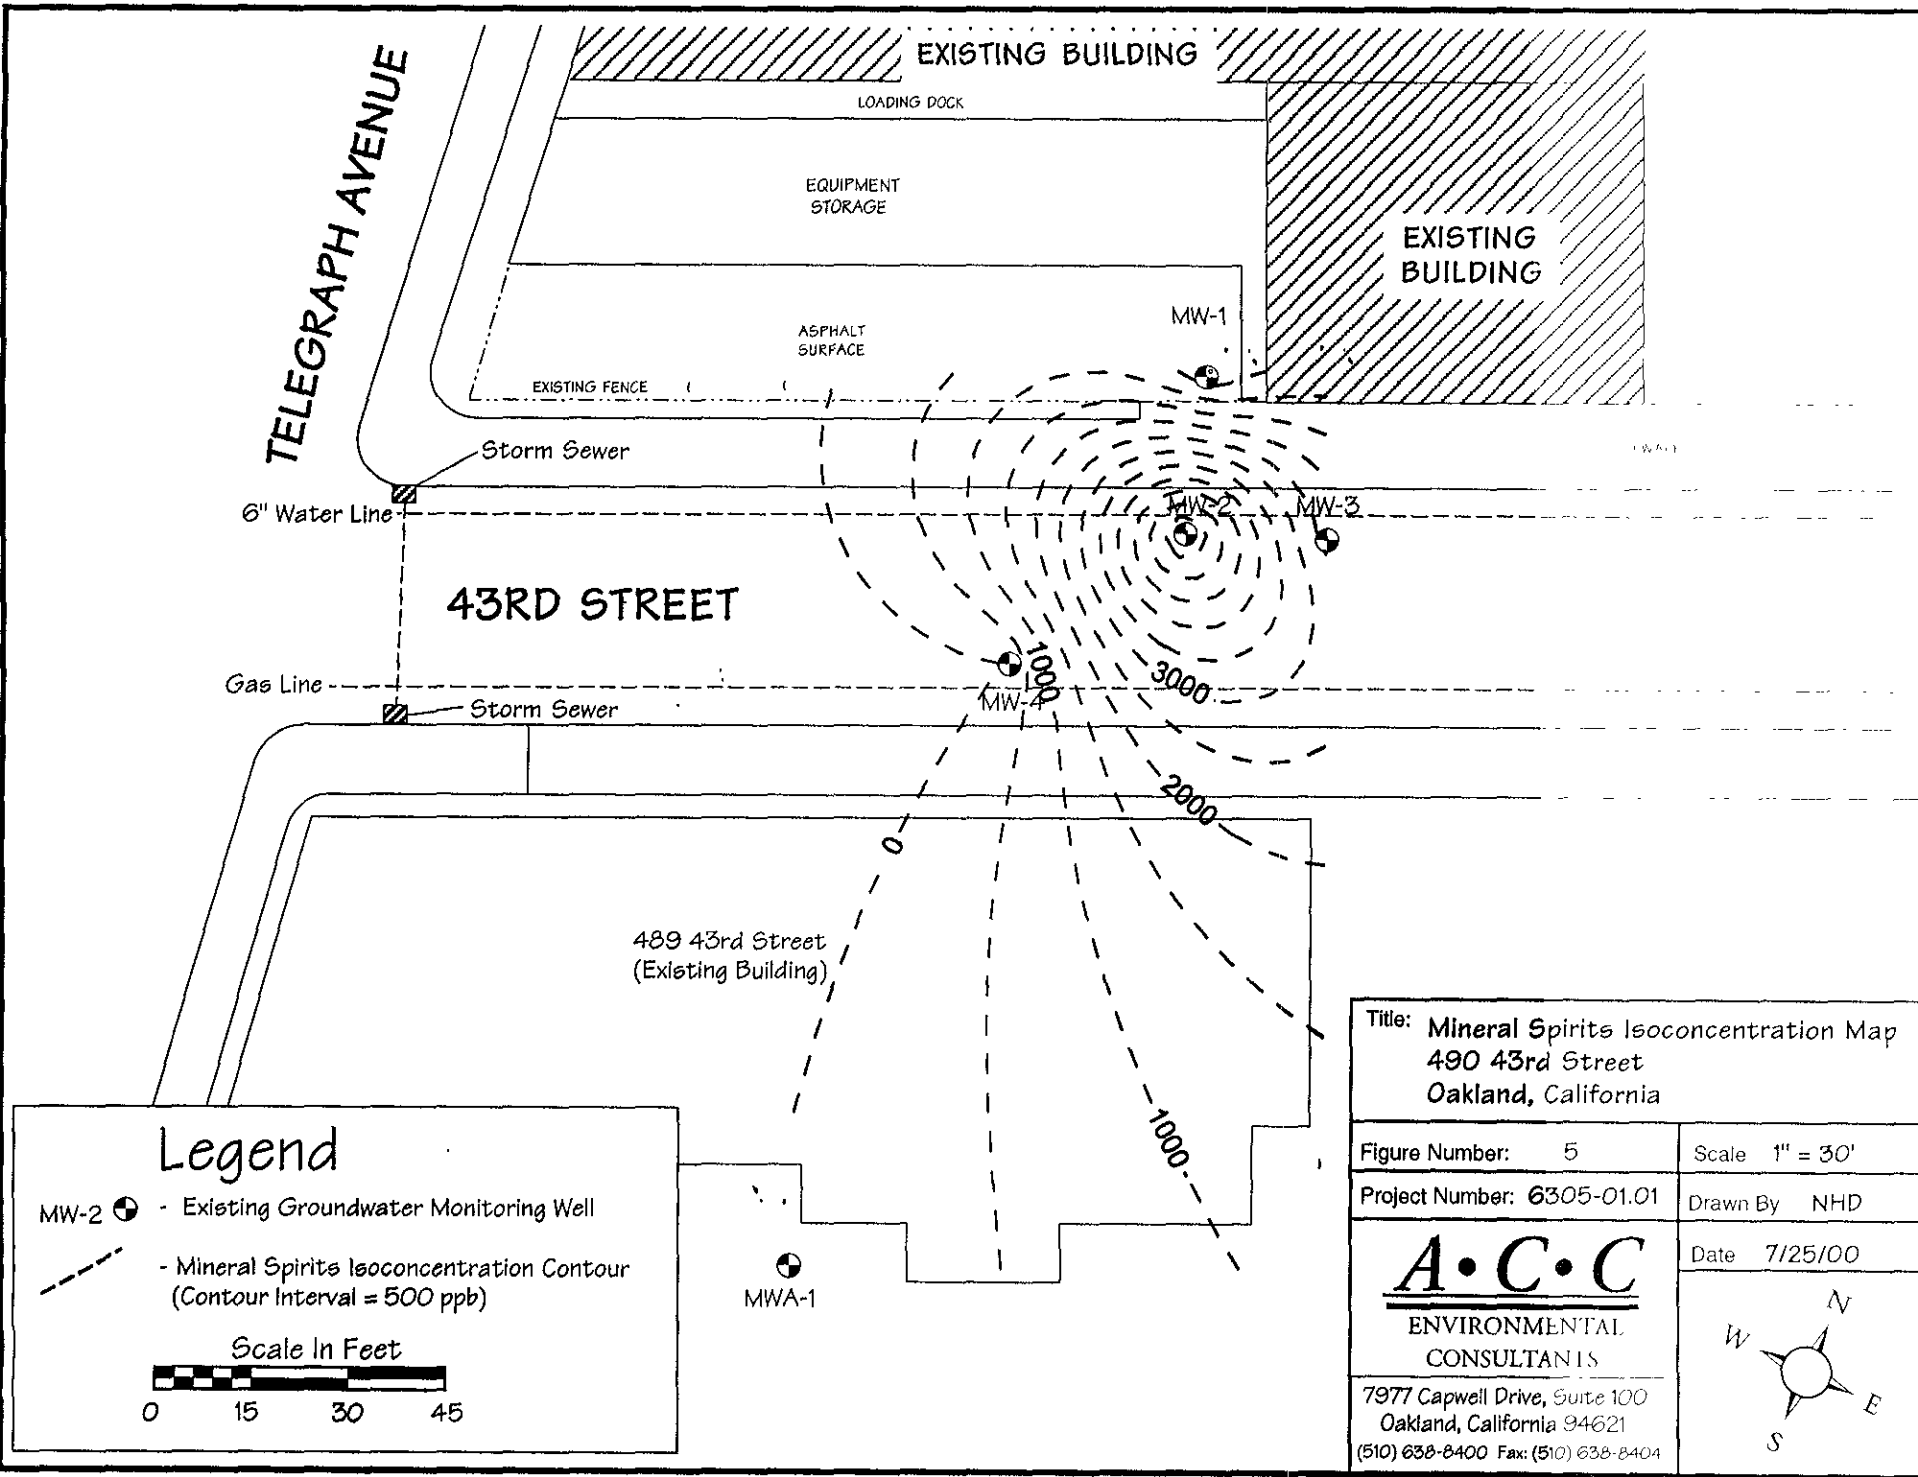 EXISTING BUILDING
LOADING DOCK
TELEGRAPH AVENUE
EQUIPMENT
STORAGE
EXISTING
BUILDING
MW-1
ASPHALT
SURFACE
EXISTING FENCE
Storm Sewer
6" Water Line
MW-2
MW-3
43RD STREET
1000
3000
Gas Line
MW-4
Storm Sewer
2000
0
489 43rd Street
(Existing Building)
1000
MWA-1
Legend
MW-2 - Existing Groundwater Monitoring Well
- Mineral Spirits Isoconcentration Contour
(Contour Interval = 500 ppb)
Scale In Feet
0 15 30 45
Title: Mineral Spirits Isoconcentration Map
490 43rd Street
Oakland, California
Figure Number: 5
Scale 1" = 30'
Project Number: 6305-01.01
Drawn By NHD
Date 7/25/00
A•C•C
ENVIRONMENTAL
CONSULTANTS
7977 Capwell Drive, Suite 100
Oakland, California 94621
(510) 638-8400 Fax: (510) 638-8404
N
W
E
S